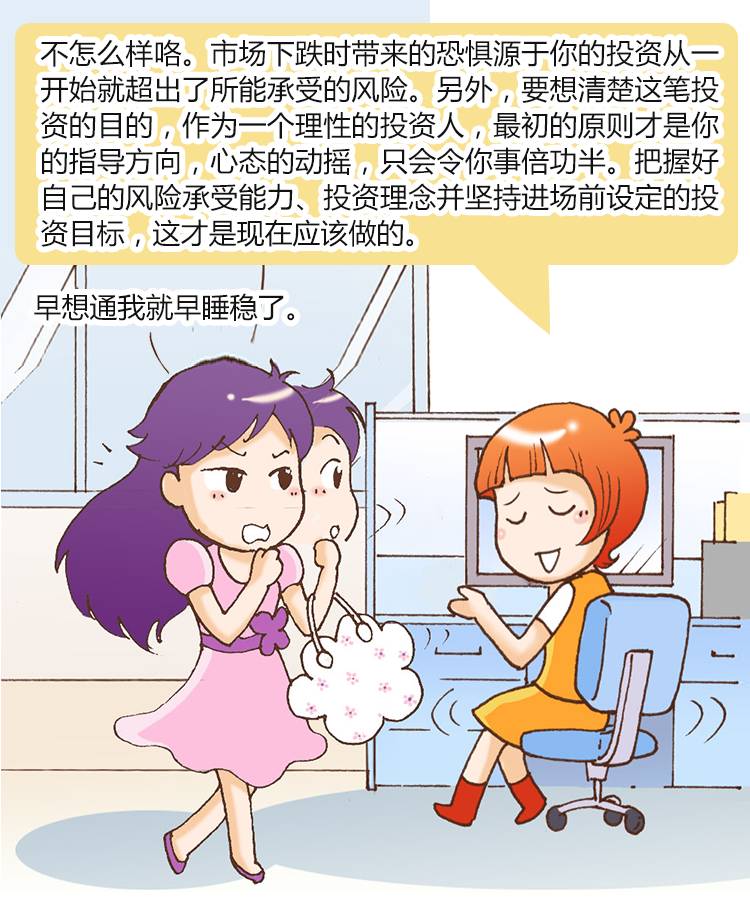 不怎么样咯。市场下跌时带来的恐惧源于你的投资从一
开始就超出了所能承受的风险。另外，要想清楚这笔投
资的目的，作为一个理性的投资人，最初的原则才是你
的指导方向，心态的动摇，只会令你事倍功半。把握好
自己的风险承受能力、投资理念并坚持进场前设定的投
资目标，这才是现在应该做的。
早想通我就早睡稳了。